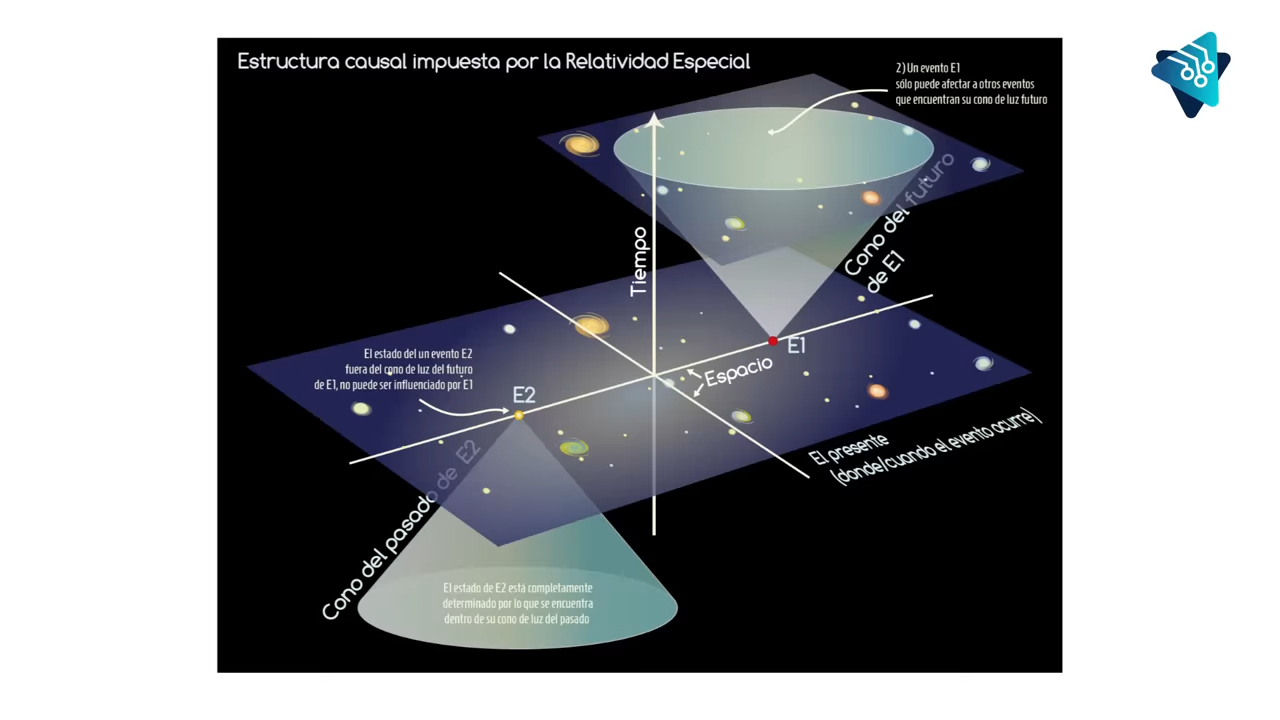 Estructura causal impuesta por la Relatividad Especial
2) Un evento E1
sólo puede afectar a otros eventos
que encuentran su cono de luz futuro
Tiempo
Cono del futuro
de E1
E1
Espacio
El estado del un evento E2
fuera del cono de luz del futuro
de E1, no puede ser influenciado por E1
E2
El presente
(donde/cuando el evento ocurre)
Cono del pasado de E2
El estado de E2 está completamente
determinado por lo que se encuentra
dentro de su cono de luz del pasado